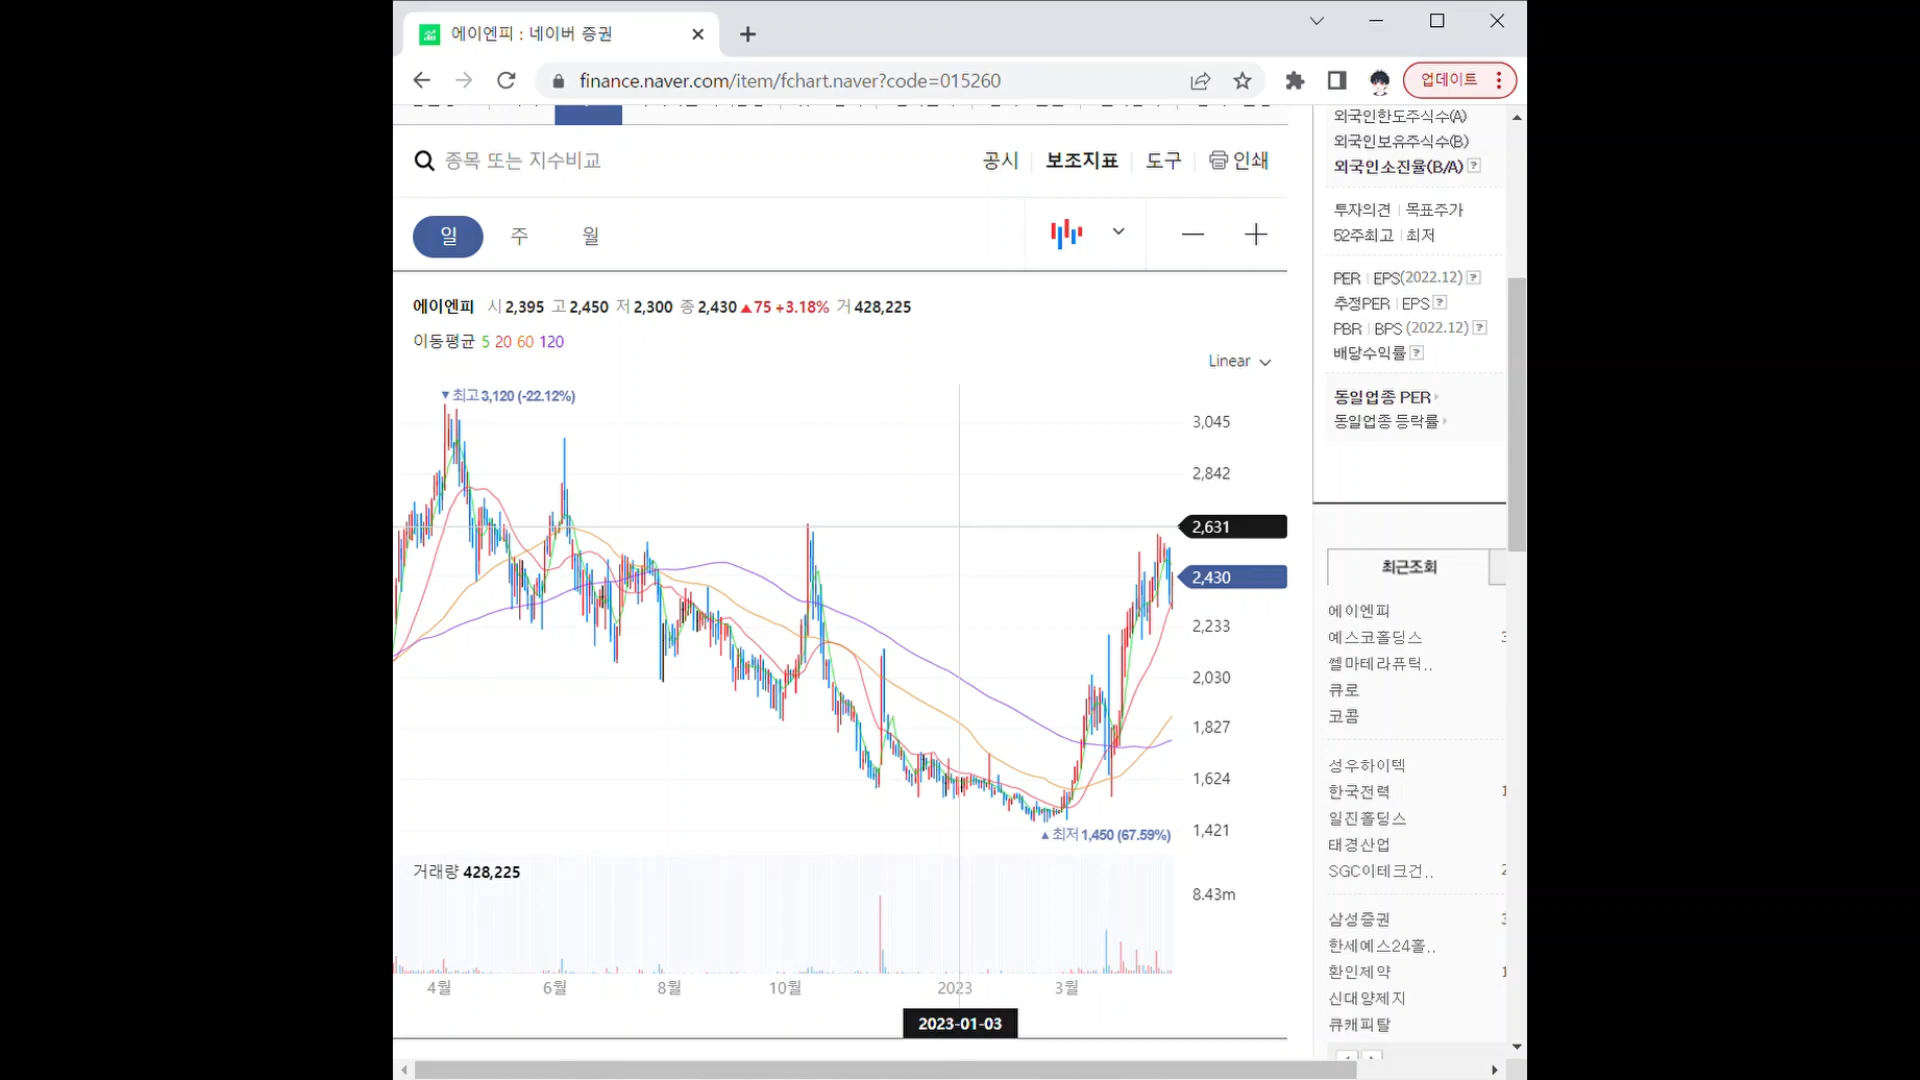 에이엔피 : 네이버 증권
finance.naver.com/item/fchart.naver?code=015260
업데이트
종목 또는 지수비교
공시 보조지표 도구 인쇄
일 주 월
에이엔피 시 2,395 고 2,450 저 2,300 종 2,430 ▲75 +3.18% 거 428,225
이동평균 5 20 60 120
Linear
▼최고 3,120 (-22.12%)
3,045
2,842
2,631
2,430
2,233
2,030
1,827
1,624
1,421
▲최저 1,450 (67.59%)
거래량 428,225
8.43m
4월 6월 8월 10월 2023 3월
2023-01-03
외국인한도주식수(A)
외국인보유주식수(B)
외국인소진율(B/A) ?
투자의견 | 목표주가
52주최고 | 최저
PER | EPS(2022.12) ?
추정PER | EPS ?
PBR | BPS (2022.12) ?
배당수익률 ?
동일업종 PER
동일업종 등락률
최근조회
에이엔피
예스코홀딩스
쎌마테라퓨틱..
큐로
코콤
성우하이텍
한국전력
일진홀딩스
태경산업
SGC이테크건..
삼성증권
한세예스24홀..
환인제약
신대양제지
큐캐피탈